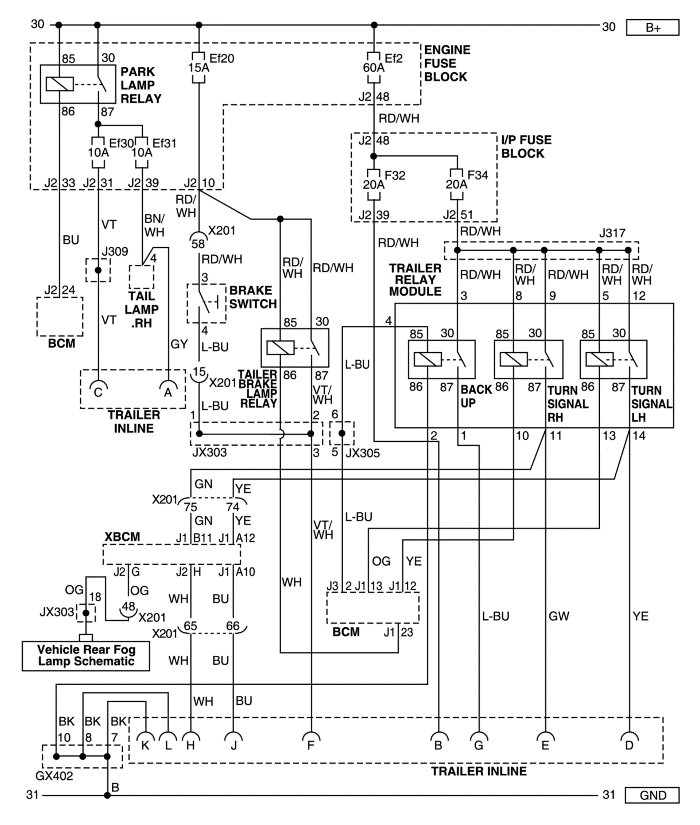 30
30
B+
ENGINE
FUSE
BLOCK
85
30
PARK
LAMP
RELAY
Ef20
15A
Ef2
60A
86
87
J2
48
RD/WH
Ef30
10A
Ef31
10A
J2
48
I/P FUSE
BLOCK
F32
20A
F34
20A
J2
33
J2
31
J2
39
J2
10
RD/
WH
J2
39
J2
51
BU
VT
BN/
WH
X201
58
RD/WH
RD/WH
J317
J309
4
RD/WH
RD/
WH
RD/WH
TRAILER
RELAY
MODULE
RD/WH
RD/
WH
RD/WH
RD/
WH
RD/
WH
TAIL
LAMP
.RH
3
BRAKE
SWITCH
3
8
9
5
12
J2
24
BCM
VT
4
85
30
4
85
30
85
30
85
30
GY
L-BU
L-BU
86
87
86
87
86
87
86
87
C
A
15
X201
TAILER
BRAKE
LAMP
RELAY
VT/
WH
BACK
UP
TURN
SIGNAL
RH
TURN
SIGNAL
LH
TRAILER
INLINE
L-BU
1
2
6
JX303
3
5
JX305
2
1
10
11
13
14
X201
GN
YE
75
74
GN
YE
L-BU
VT/
WH
XBCM
J1
B11
J1
A12
OG
YE
J2
G
J2
H
J1
A10
OG
18
OG
WH
BU
WH
J3
2
J1
13
J1
12
JX303
48
X201
BCM
J1
23
L-BU
GW
YE
X201
65
66
Vehicle Rear Fog
Lamp Schematic
WH
BU
WH
BU
BK
BK
BK
10
8
7
K
L
H
J
F
B
G
E
D
GX402
TRAILER INLINE
B
31
31
GND